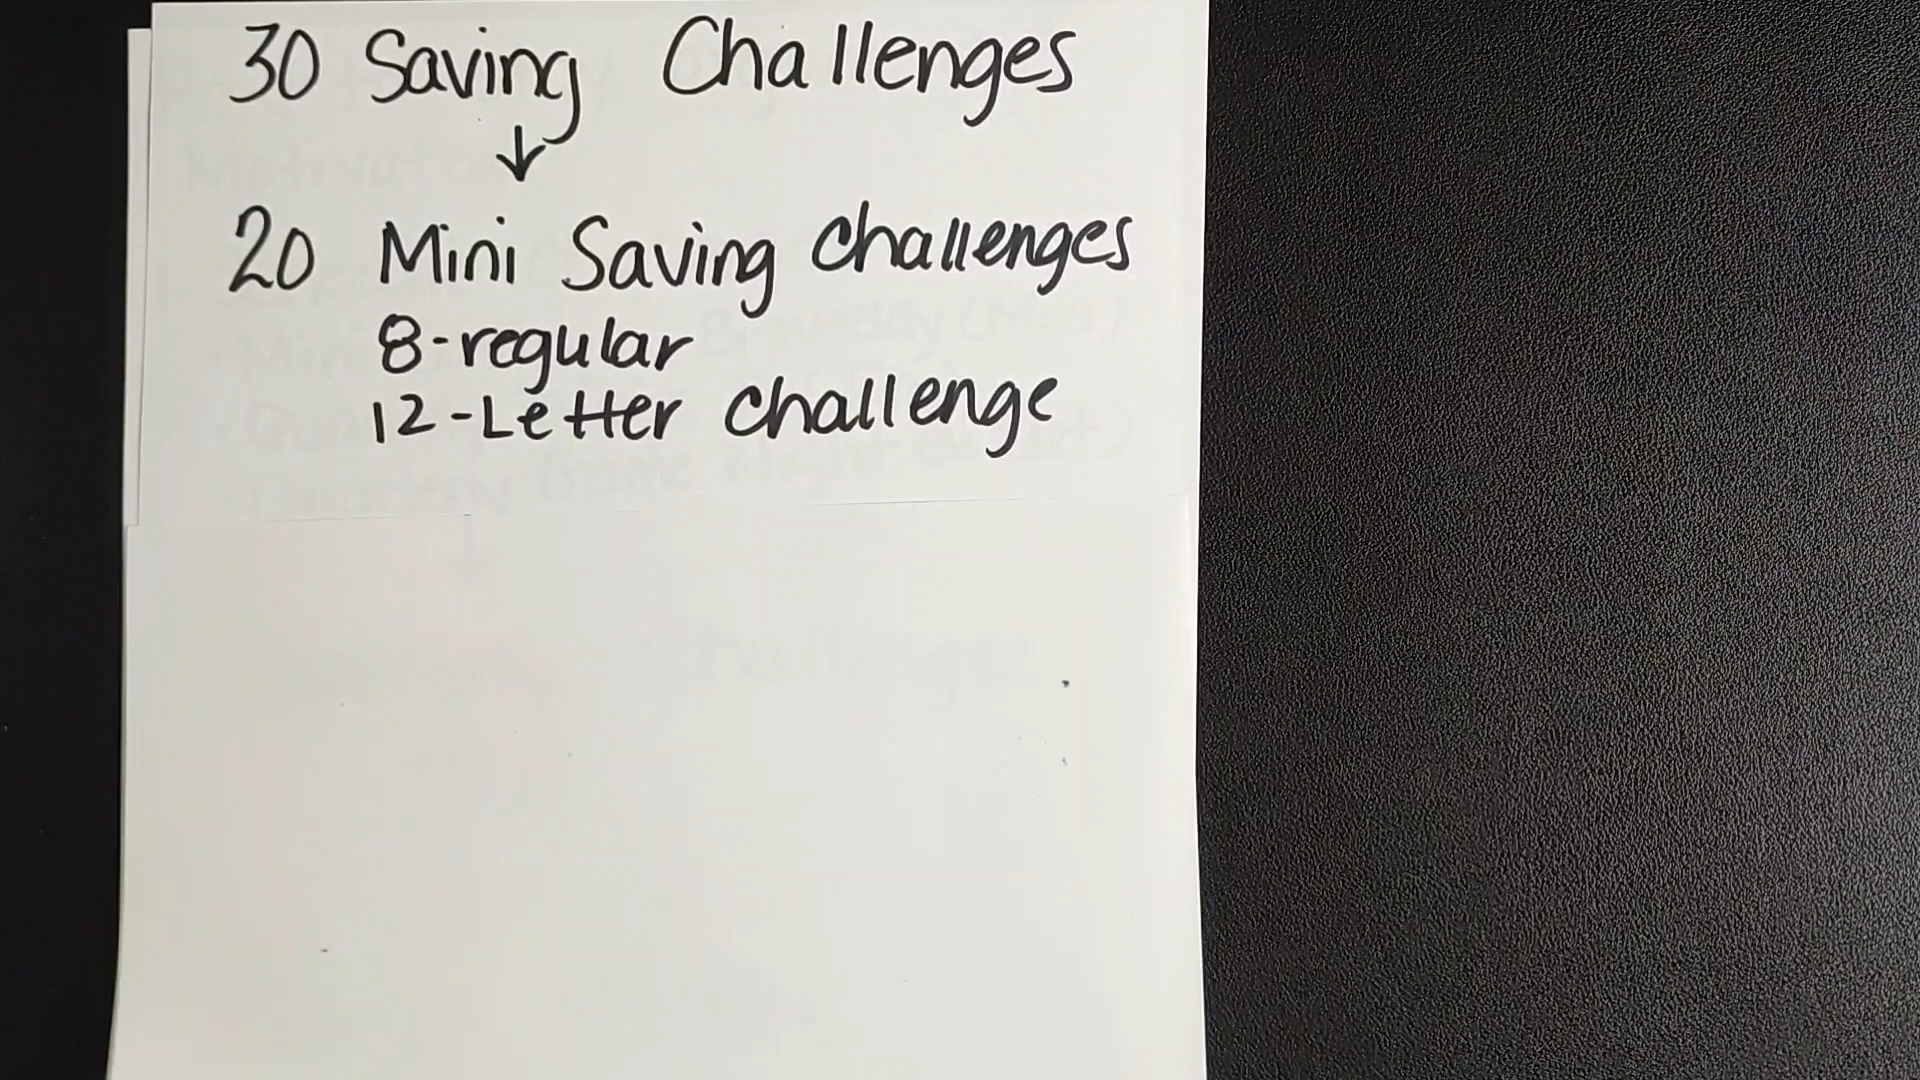 30 Saving Challenges
↓
20 Mini Saving Challenges
8-regular
12-Letter Challenge